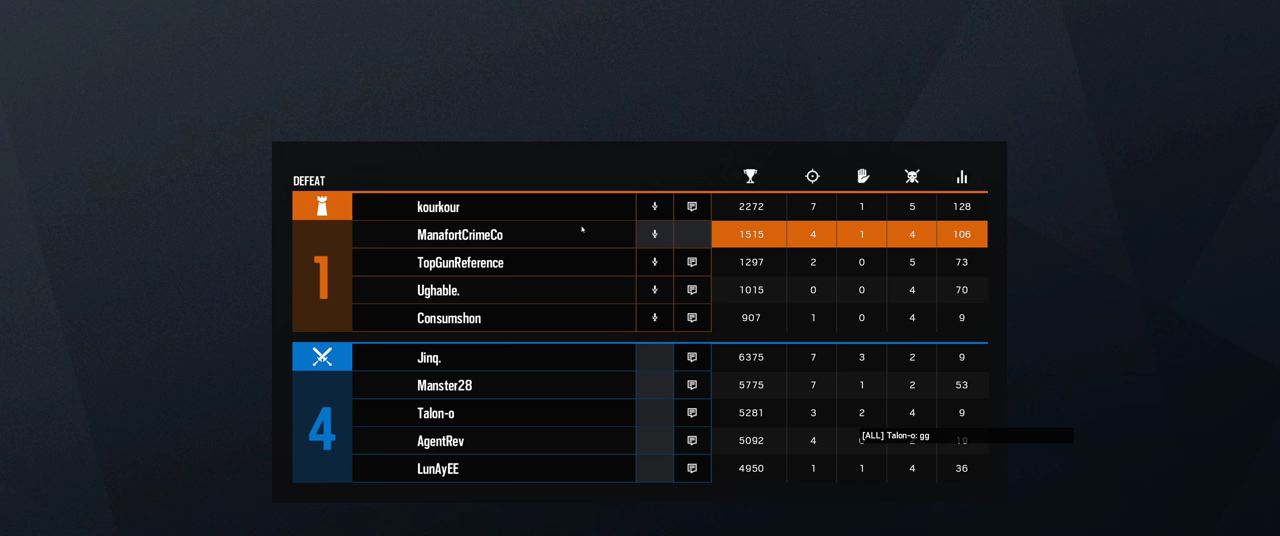 DEFEAT
kourkour 2272 7 1 5 128
1
ManafortCrimeCo 1515 4 1 4 106
TopGunReference 1297 2 0 5 73
Ughable. 1015 0 0 4 70
Consumshon 907 1 0 4 9
Jinq. 6375 7 3 2 9
4
Manster28 5775 7 1 2 53
Talon-o 5281 3 2 4 9
[ALL] Talon-o: gg
AgentRev 5092 4 2 19
LunAyEE 4950 1 1 4 36